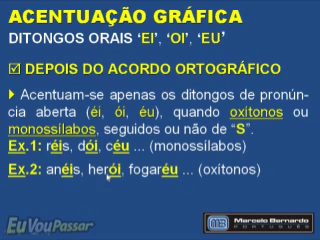 ACENTUAÇÃO GRÁFICA
DITONGOS ORAIS ‘EI’, ‘OI’, ‘EU’
☑ DEPOIS DO ACORDO ORTOGRÁFICO
Acentuam-se apenas os ditongos de pronún-
cia aberta (éi, ói, éu), quando oxítonos ou
monossílabos, seguidos ou não de “S”.
Ex.1: réis, dói, céu ... (monossílabos)
Ex.2: anéis, herói, fogaréu ... (oxítonos)
EuVouPassar
MB Marcelo Bernardo
PORTUGUÊS